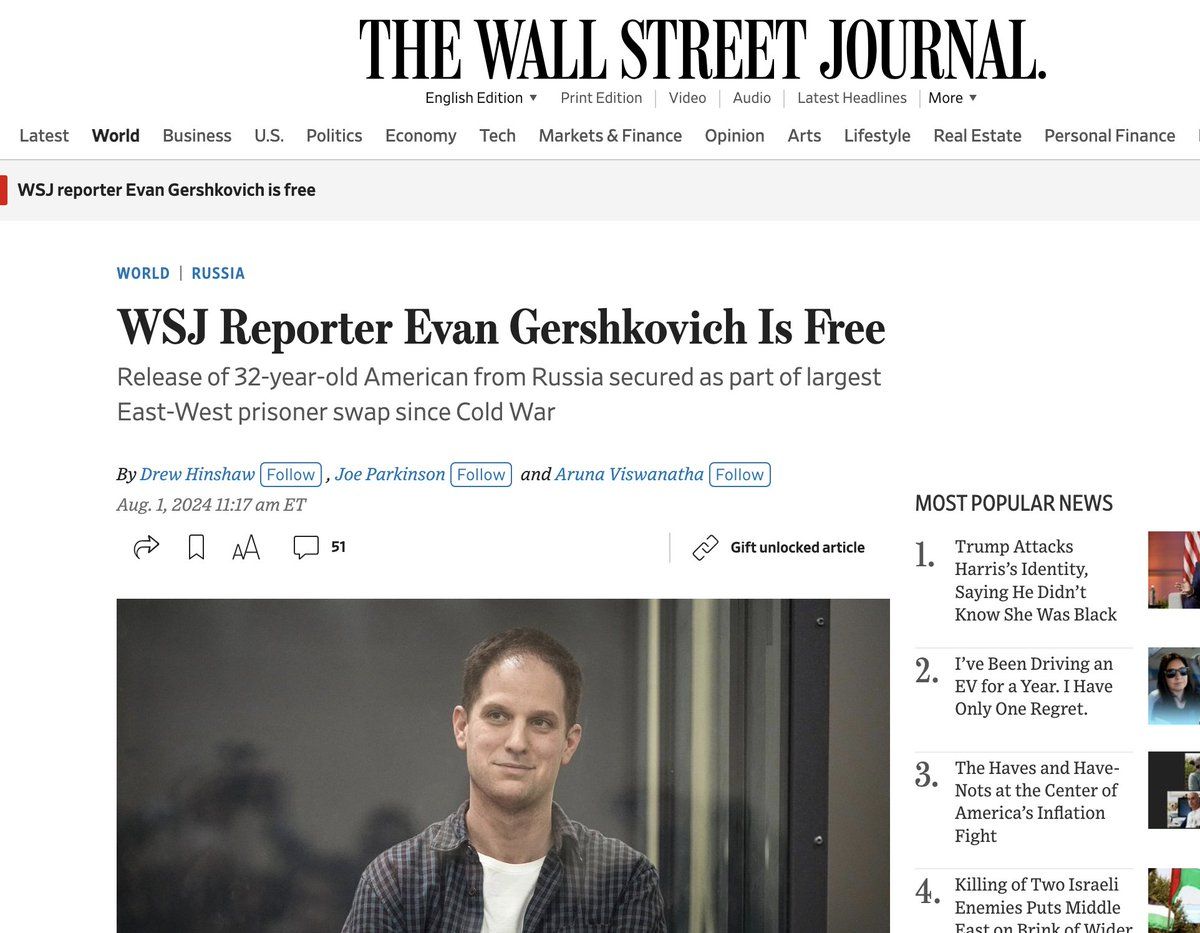 THE WALL STREET JOURNAL.
English Edition Print Edition Video Audio Latest Headlines More
Latest World Business U.S. Politics Economy Tech Markets & Finance Opinion Arts Lifestyle Real Estate Personal Finance
WSJ reporter Evan Gershkovich is free
WORLD | RUSSIA
WSJ Reporter Evan Gershkovich Is Free
Release of 32-year-old American from Russia secured as part of largest
East-West prisoner swap since Cold War
By Drew Hinshaw Follow , Joe Parkinson Follow and Aruna Viswanatha Follow
Aug. 1, 2024 11:17 am ET
AA 51 Gift unlocked article
MOST POPULAR NEWS
1. Trump Attacks
Harris’s Identity,
Saying He Didn’t
Know She Was Black
2. I’ve Been Driving an
EV for a Year. I Have
Only One Regret.
3. The Haves and Have-
Nots at the Center of
America’s Inflation
Fight
4. Killing of Two Israeli
Enemies Puts Middle
East on Brink of Wider